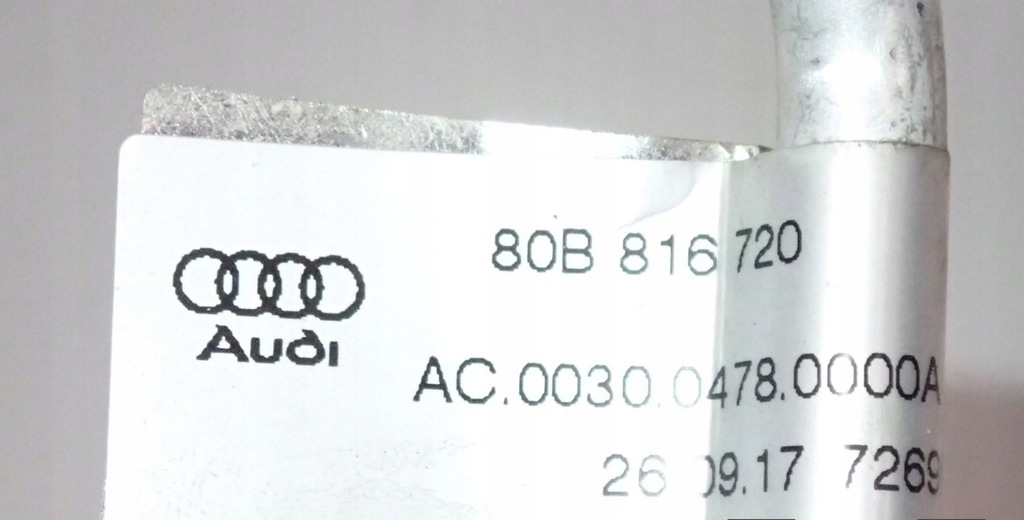 80B 816 720
Audi
AC.0030.0478.0000A
26 09.17 7269